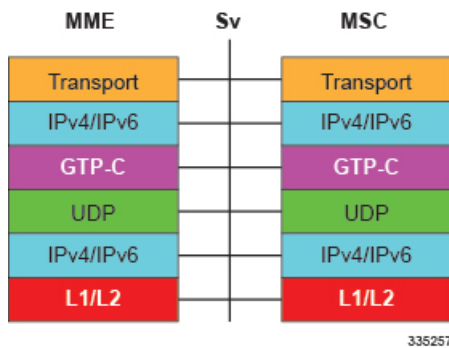 MME Sv MSC
Transport Transport
IPv4/IPv6 IPv4/IPv6
GTP-C GTP-C
UDP UDP
IPv4/IPv6 IPv4/IPv6
L1/L2 L1/L2
335257